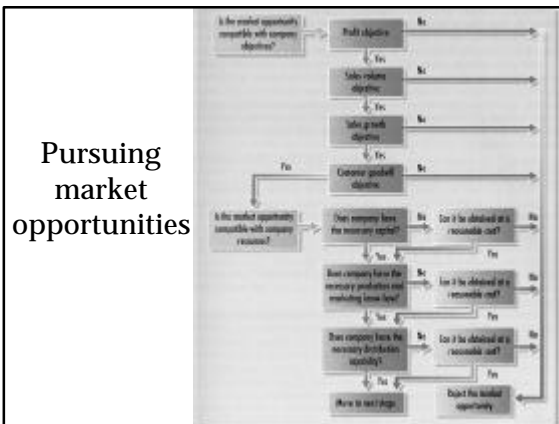 Pursuing
market
opportunities
Is the market opportunity
compatible with company
objectives?
Profit objective
No
Yes
Sales volume
objective
No
Yes
Sales growth
objective
No
Yes
Customer goodwill
objective
No
Yes
Is the market opportunity
compatible with company
resources?
Does company have
the necessary capital?
No
Can it be obtained at a
reasonable cost?
No
Yes
Yes
Does company have the
necessary production and
marketing know-how?
No
Can it be obtained at a
reasonable cost?
No
Yes
Yes
Does company have the
necessary distribution
capability?
No
Can it be obtained at a
reasonable cost?
No
Yes
Yes
Move to next stage
Reject the market
opportunity